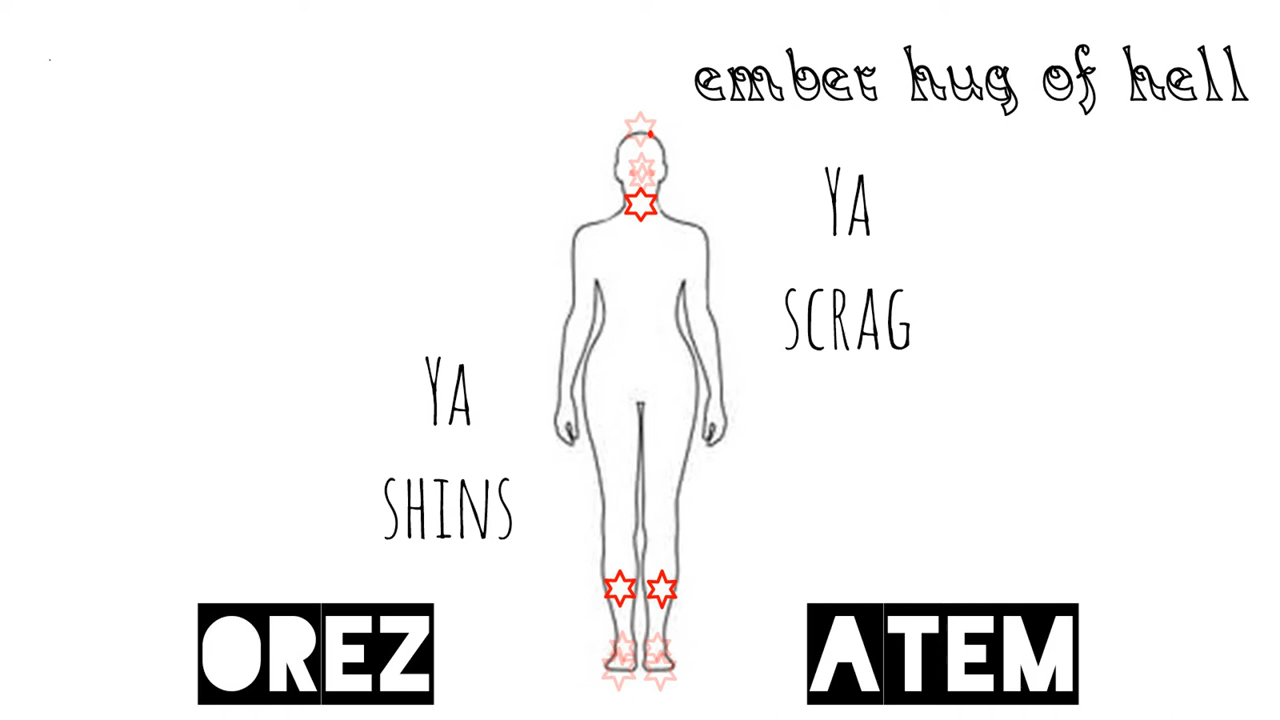 ember hug of hell
Ya
scrag
Ya
shins
OREZ
ATEM